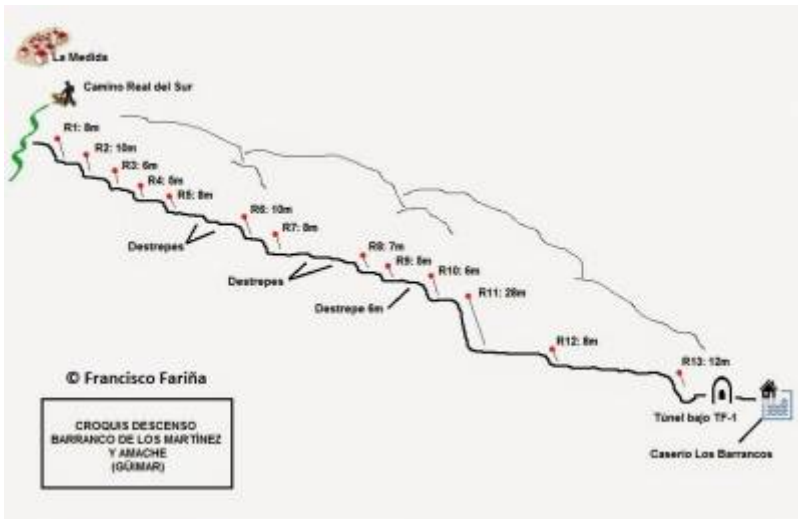 La Medida
Camino Real del Sur
R1: 8m
R2: 10m
R3: 6m
R4: 5m
R5: 8m
R6: 10m
R7: 8m
Destrepes
R8: 7m
R9: 5m
Destrepes
R10: 6m
Destrepe 6m
R11: 28m
R12: 8m
R13: 12m
© Francisco Fariña
Túnel bajo TF-1
Caserío Los Barrancos
CROQUIS DESCENSO
BARRANCO DE LOS MARTÍNEZ
Y AMACHE
(GÜIMAR)